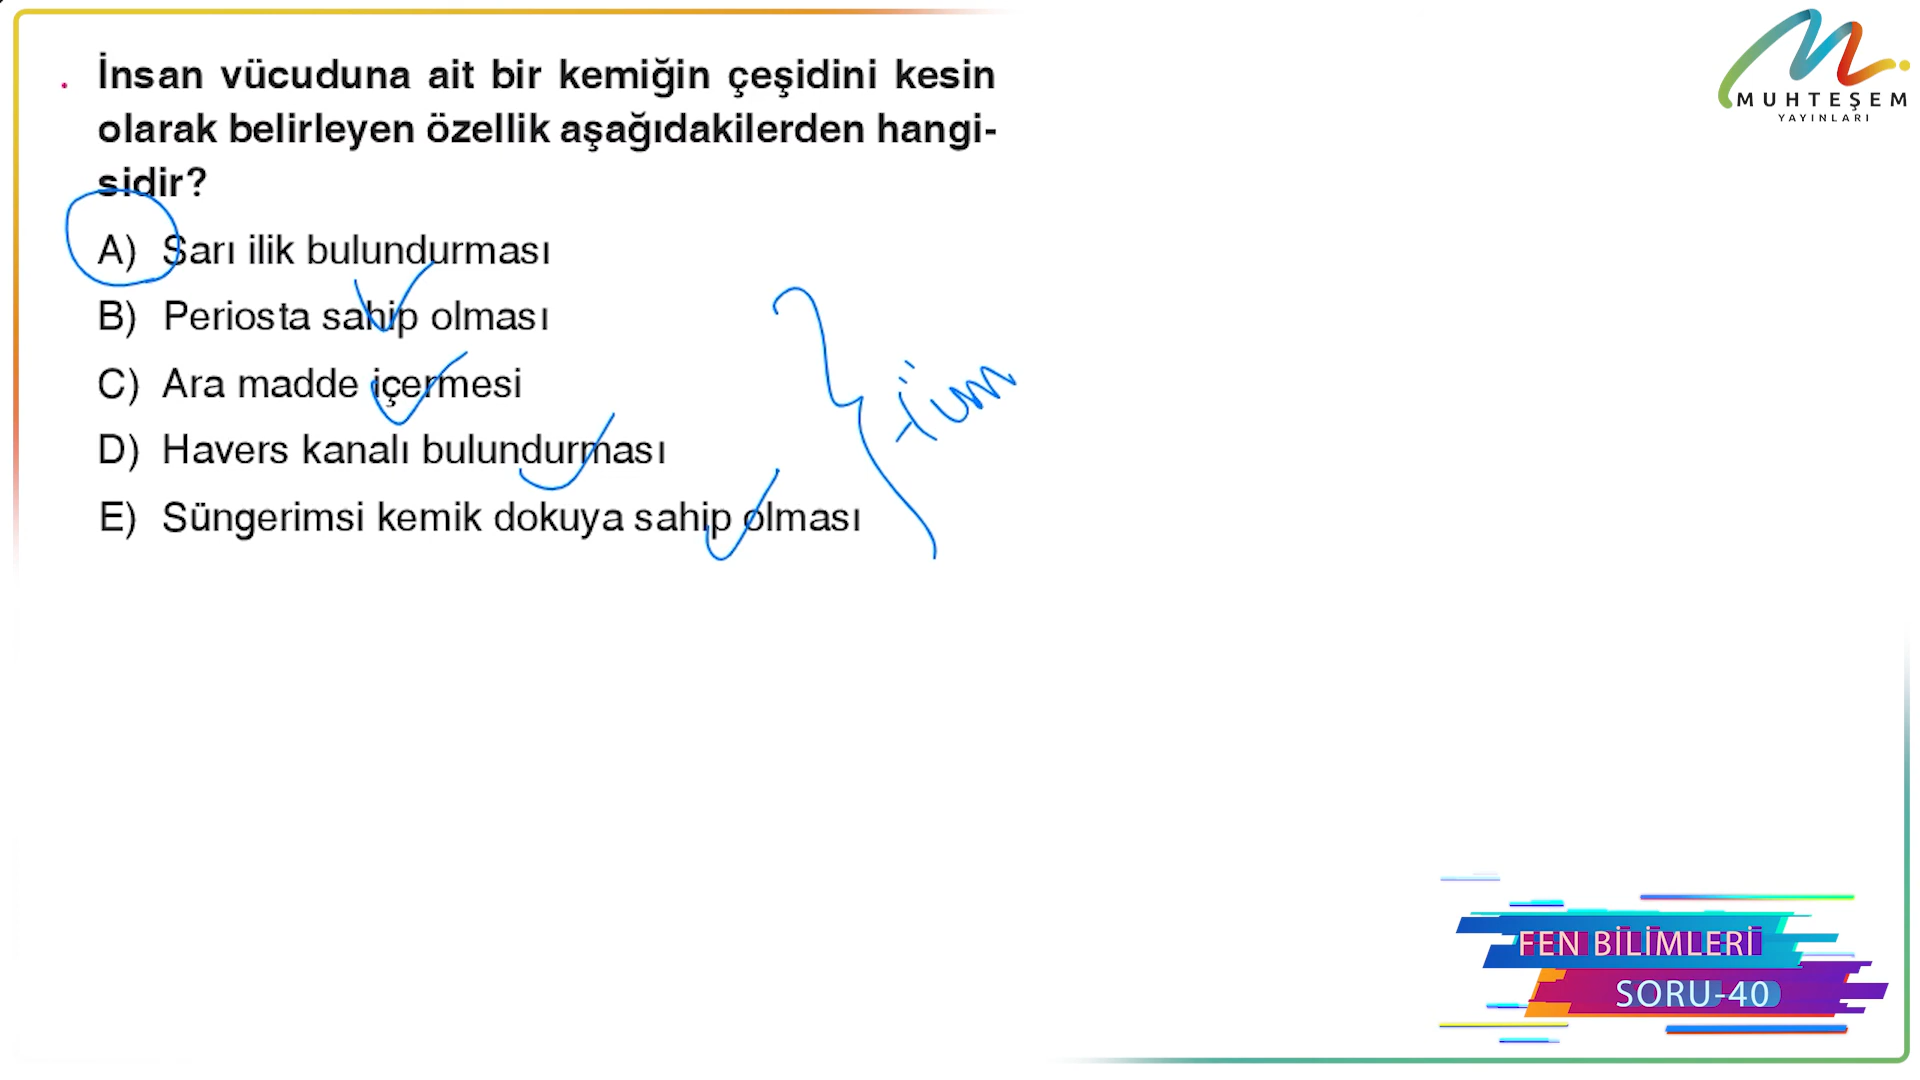 . İnsan vücuduna ait bir kemiğin çeşidini kesin
olarak belirleyen özellik aşağıdakilerden hangi-
sidir?
A) Sarı ilik bulundurması
B) Periosta sahip olması
C) Ara madde içermesi
D) Havers kanalı bulundurması
E) Süngerimsi kemik dokuya sahip olması
tüm
MUHTEŞEM
YAYINLARI
FEN BİLİMLERİ
SORU-40